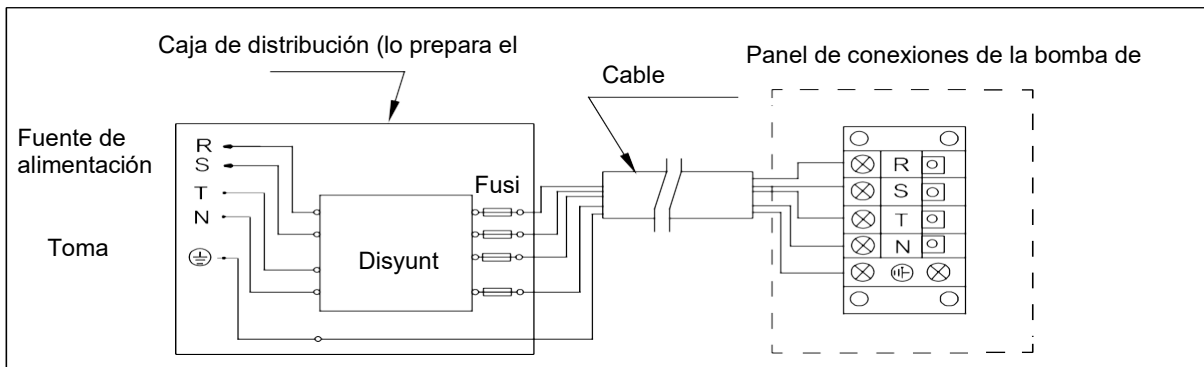 Caja de distribución (lo prepara el
Panel de conexiones de la bomba de
Cable
Fuente de
alimentación
R
S
T
N
Toma
Fusi
Disyunt
R
S
T
N